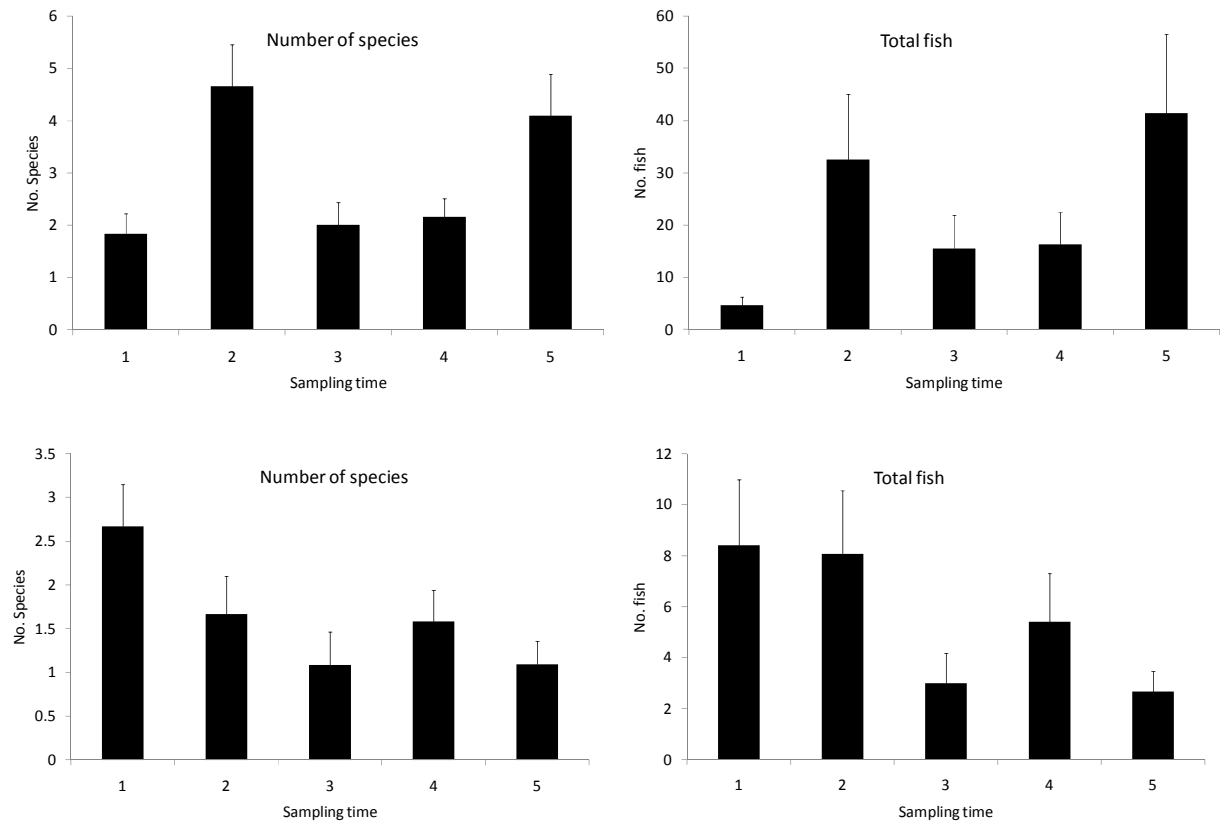 Number of species
No. Species
6
5
4
3
2
1
0
1 2 3 4 5
Sampling time
Total fish
No. fish
60
50
40
30
20
10
0
1 2 3 4 5
Sampling time
Number of species
No. Species
3.5
3
2.5
2
1.5
1
0.5
0
1 2 3 4 5
Sampling time
Total fish
No. fish
12
10
8
6
4
2
0
1 2 3 4 5
Sampling time